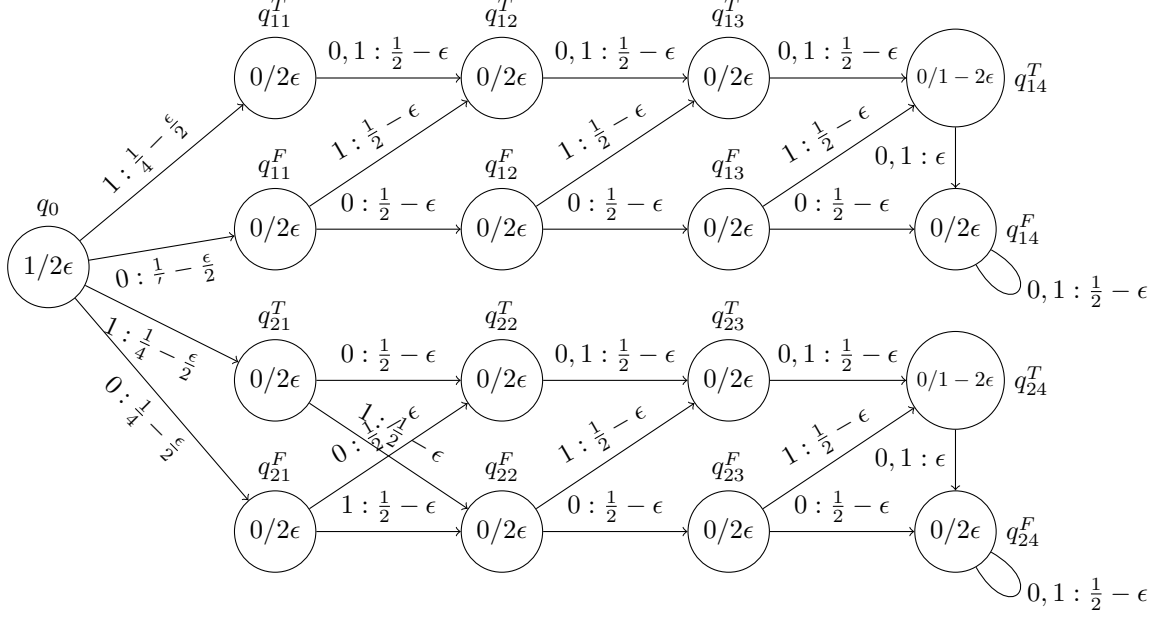 q_{11}^T q_{12}^T q_{13}^T
0/2ϵ 0,1 : 1/2 − ϵ 0/2ϵ 0,1 : 1/2 − ϵ 0/2ϵ 0,1 : 1/2 − ϵ 0/1 − 2ϵ q_{14}^T
1 : 1/4 − ϵ/2 1 : 1/2 − ϵ 1 : 1/2 − ϵ 1 : 1/2 − ϵ 0,1 : ϵ
q_{11}^F q_{12}^F q_{13}^F
0/2ϵ 0 : 1/2 − ϵ 0/2ϵ 0 : 1/2 − ϵ 0/2ϵ 0 : 1/2 − ϵ 0/2ϵ q_{14}^F
q_0
1/2ϵ
0,1 : 1/2 − ϵ
q_{21}^T q_{22}^T q_{23}^T
1 : 1/4 − ϵ/2
0/2ϵ 0 : 1/2 − ϵ 0/2ϵ 0,1 : 1/2 − ϵ 0/2ϵ 0,1 : 1/2 − ϵ 0/1 − 2ϵ q_{24}^T
0 : 1/4 − ϵ/2 1 : 1/2 − ϵ 0 : 1/2 − ϵ 1 : 1/2 − ϵ 1 : 1/2 − ϵ 0,1 : ϵ
q_{21}^F q_{22}^F q_{23}^F
0/2ϵ 1 : 1/2 − ϵ 0/2ϵ 0 : 1/2 − ϵ 0/2ϵ 0 : 1/2 − ϵ 0/2ϵ q_{24}^F
0,1 : 1/2 − ϵ